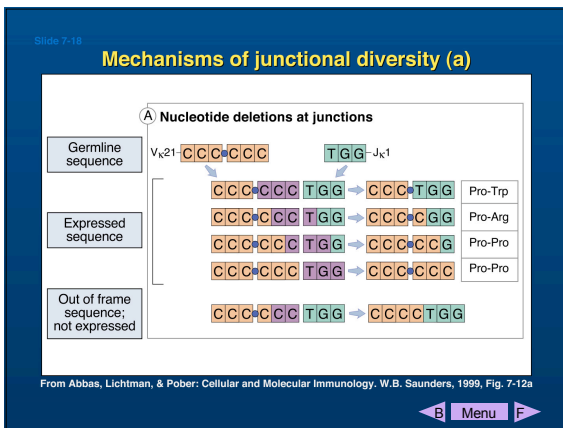 Slide 7-18
Mechanisms of junctional diversity (a)
A Nucleotide deletions at junctions
Germline
sequence
Vκ21 CCC CCC TGG Jκ1
Expressed
sequence
CCC CCC TGG CCC TGG Pro-Trp
CCC CCC TGG CCC CGG Pro-Arg
CCC CCC TGG CCC CCG Pro-Pro
CCC CCC TGG CCC CCC Pro-Pro
Out of frame
sequence;
not expressed
CCC CCC TGG CCCCTGG
From Abbas, Lichtman, & Pober: Cellular and Molecular Immunology. W.B. Saunders, 1999, Fig. 7-12a
B Menu F